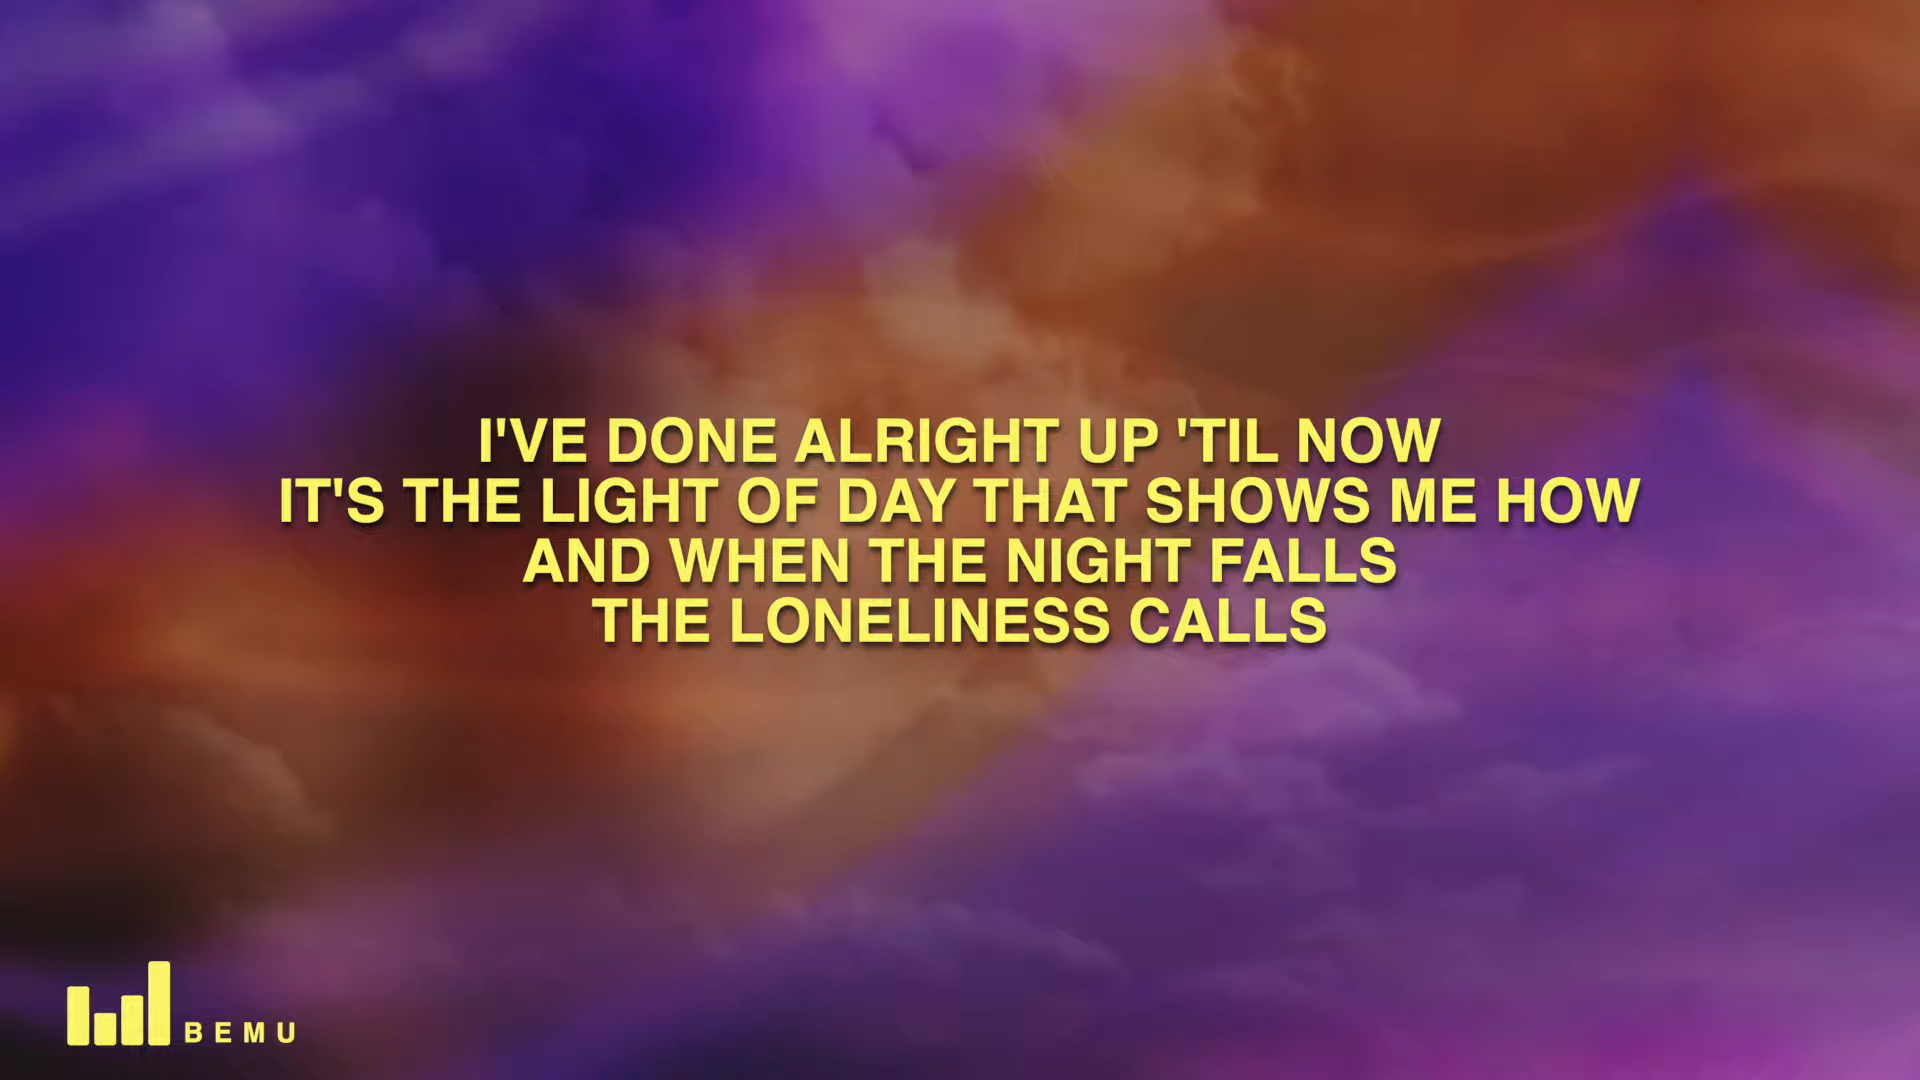 I'VE DONE ALRIGHT UP 'TIL NOW
IT'S THE LIGHT OF DAY THAT SHOWS ME HOW
AND WHEN THE NIGHT FALLS
THE LONELINESS CALLS
BEMU